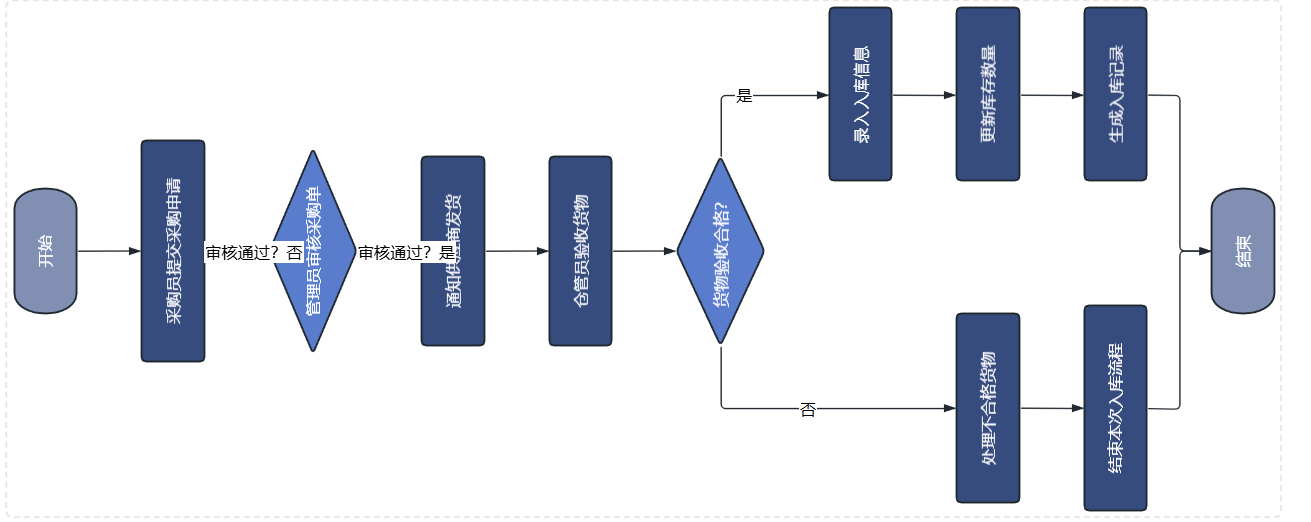 开始
采购员提交采购申请
审核通过？否
管理员审核采购单
审核通过？是
通知供应商发货
仓管员验收货物
货物验收合格?
是
录入入库信息
更新库存数量
生成入库记录
否
处理不合格货物
结束本次入库流程
结束